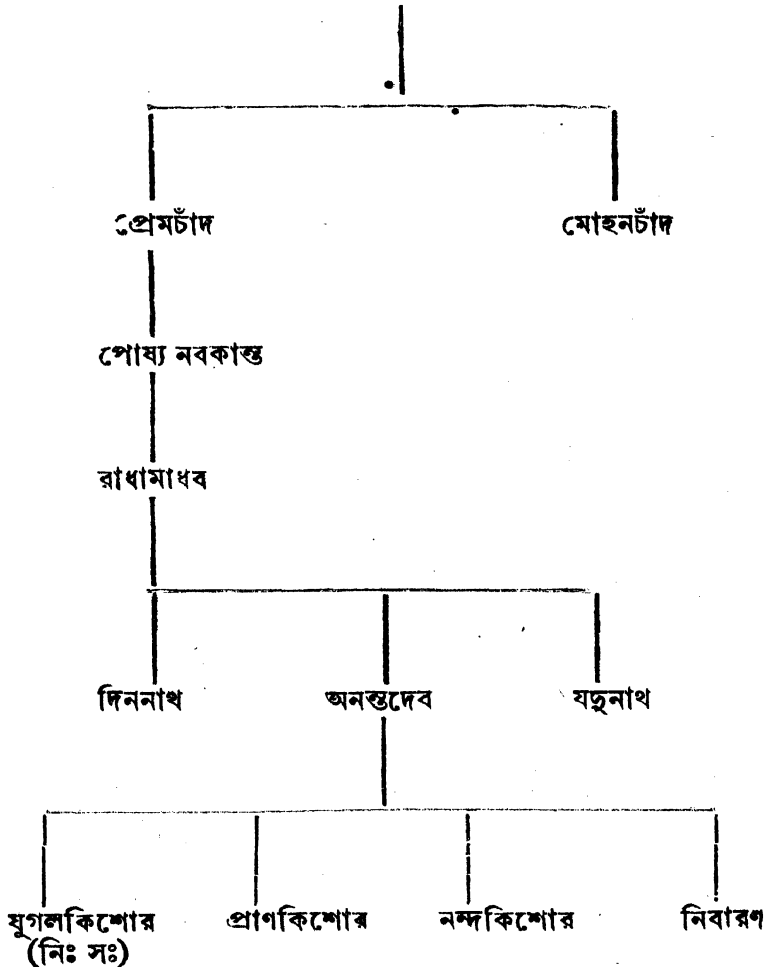 প্রেমচাঁদ মোহনচাঁদ
পোষ্য নবকান্ত
রাধামাধব
দিননাথ অনন্তদেব যদুনাথ
যুগলকিশোর প্রাণকিশোর নন্দকিশোর নিবারণ
(নিঃ সঃ)